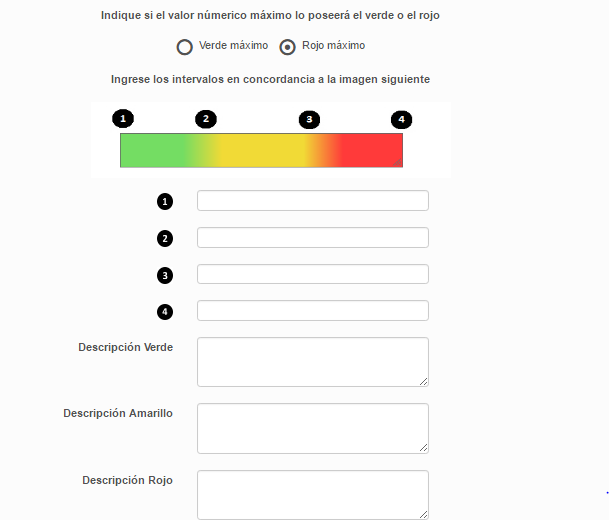 Indique si el valor númerico máximo lo poseerá el verde o el rojo
Verde máximo Rojo máximo
Ingrese los intervalos en concordancia a la imagen siguiente
1 2 3 4
1
2
3
4
Descripción Verde
Descripción Amarillo
Descripción Rojo